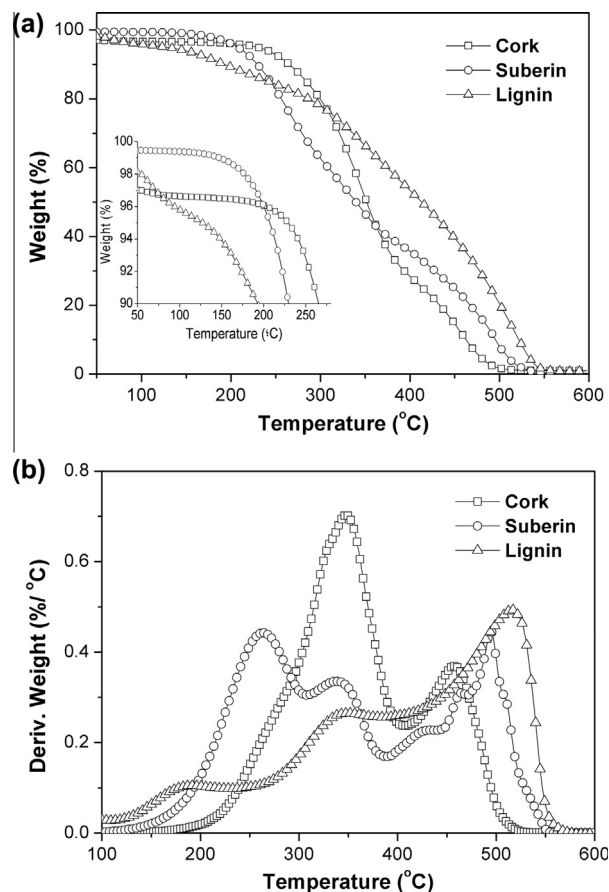 (a)
100
80
60
40
20
0
Weight (%)
Cork
Suberin
Lignin
100
98
96
94
92
90
Weight (%)
50 100 150 200 250
Temperature (°C)
100 200 300 400 500 600
Temperature (°C)
(b)
0.8
0.6
0.4
0.2
0.0
Deriv. Weight (%/ °C)
Cork
Suberin
Lignin
100 200 300 400 500 600
Temperature (°C)